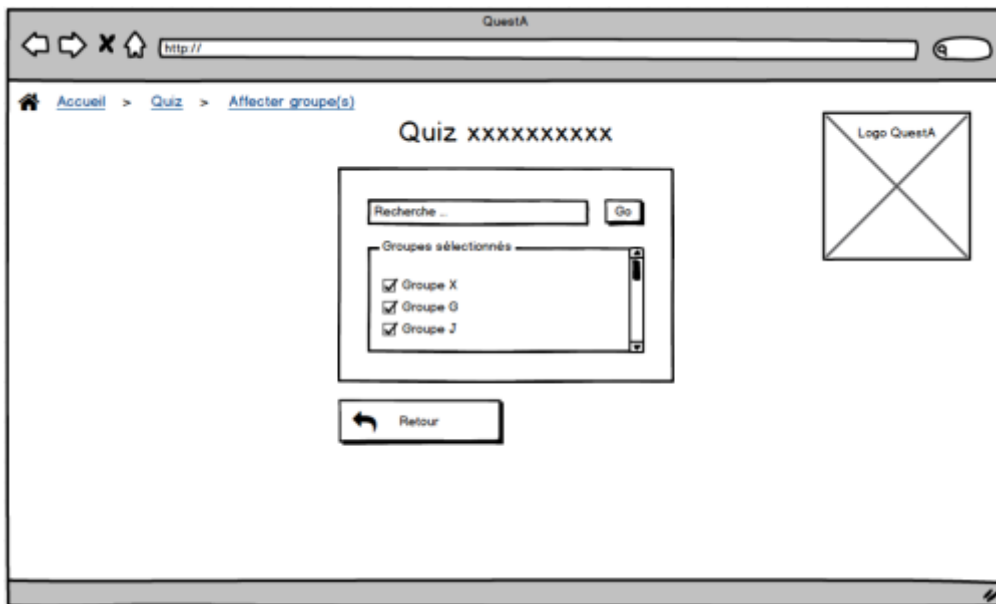 QuestA
http://
Accueil > Quiz > Affecter groupe(s)
Quiz xxxxxxxxxx
Logo QuestA
Recherche ..
Go
Groupes sélectionnés
Groupe X
Groupe G
Groupe J
Retour